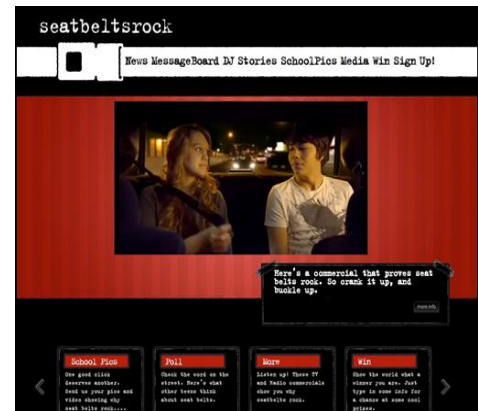 seatbeltsrock
News MessageBoard DJ Stories SchoolPics Media Win Sign Up!
Here's a commercial that proves seat
belts rock. So crank it up, and
buckle up.
more info
School Pics
One good click
deserves another.
Send us your pics and
video showing why
seat belts rock....
Poll
Check the word on the
street. Here's what
other teens think
about seat belts.
More
Listen up! These TV
and Radio commercials
show you why
seatbelts rock.
Win
Show the world what a
winner you are. Just
type in some info for
a chance at some cool
prizes.